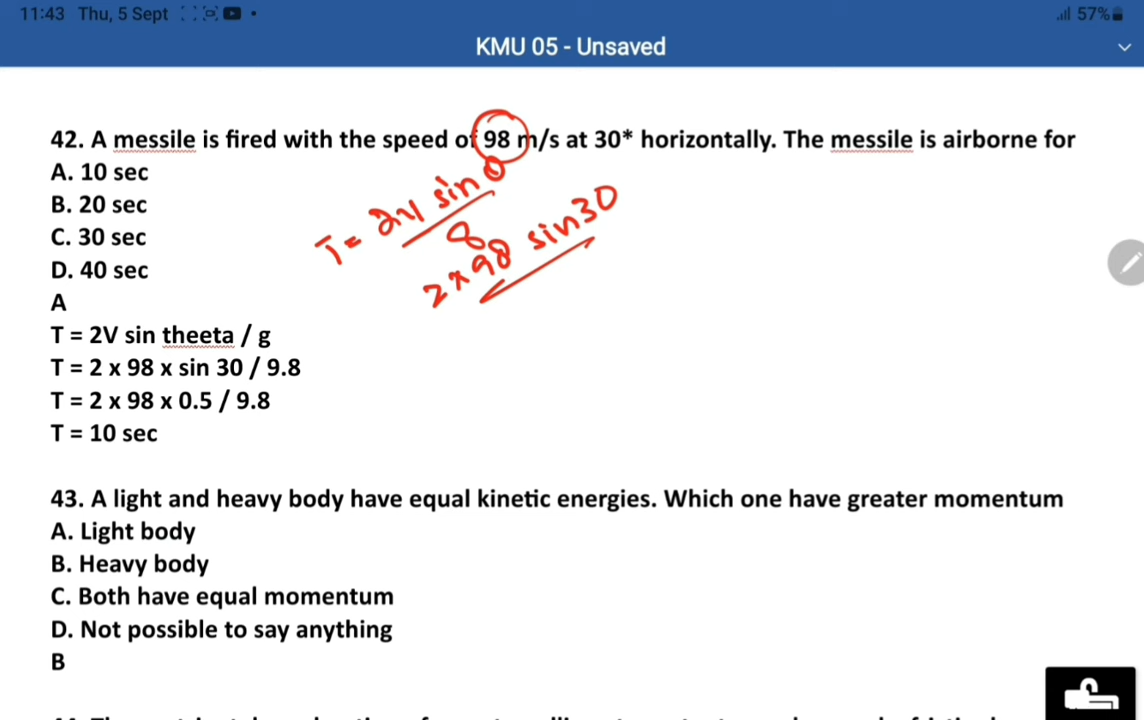 11:43 Thu, 5 Sept
57%
KMU 05 - Unsaved
42. A messile is fired with the speed of 98 m/s at 30* horizontally. The messile is airborne for
A. 10 sec
B. 20 sec
C. 30 sec
D. 40 sec
T = 2V sin θ
g
2 x 98 sin 30
A
T = 2V sin theeta / g
T = 2 x 98 x sin 30 / 9.8
T = 2 x 98 x 0.5 / 9.8
T = 10 sec
43. A light and heavy body have equal kinetic energies. Which one have greater momentum
A. Light body
B. Heavy body
C. Both have equal momentum
D. Not possible to say anything
B